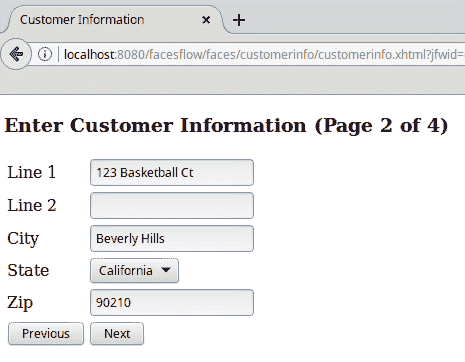 Customer Information
localhost:8080/facesflow/faces/customerinfo/customerinfo.xhtml?jfwid=
Enter Customer Information (Page 2 of 4)
Line 1 123 Basketball Ct
Line 2
City Beverly Hills
State California
Zip 90210
Previous Next